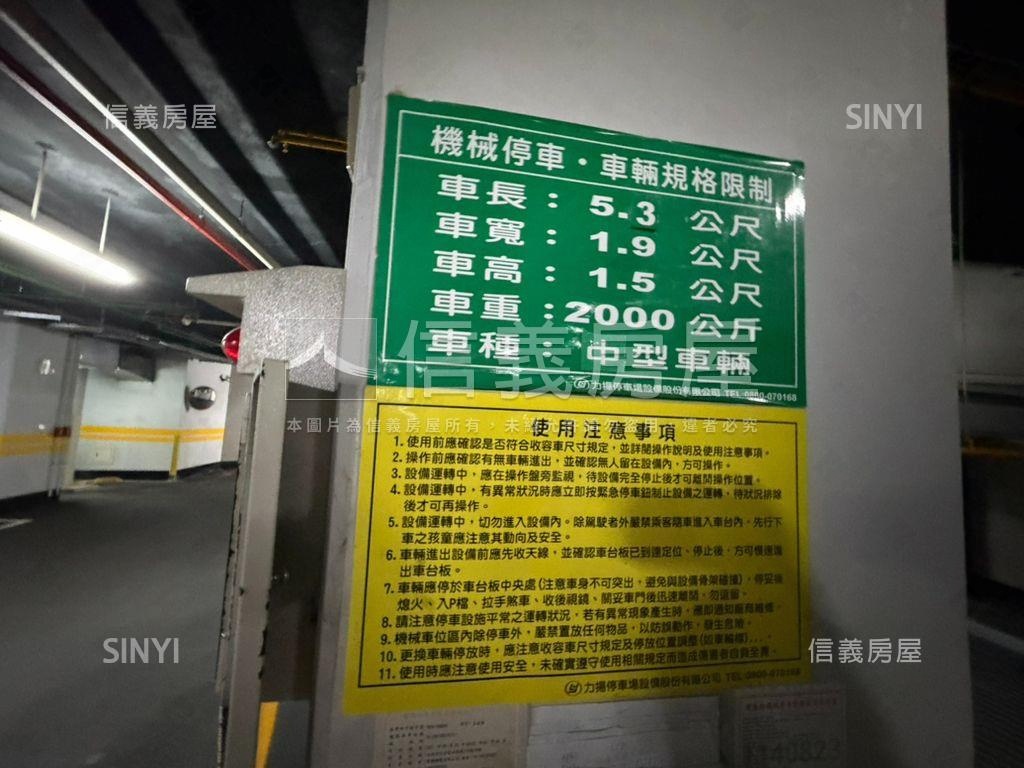 信義房屋
SINYI
機械停車・車輛規格限制
車長：5.3 公尺
車寬：1.9 公尺
車高：1.5 公尺
車重：2000 公斤
車種：中型車輛
力揚停車場設備股份有限公司 TEL 0800-070168
信義房屋
本圖片為信義房屋所有，未經允許請勿盜用，違者必究
使用注意事項
1. 使用前應確認是否符合收容車尺寸規定，並詳閱操作說明及使用注意事項。
2. 操作前應確認有無車輛進出，並確認無人留在設備內，方可操作。
3. 設備運轉中，應在操作盤旁監視，待設備完全停止後才可離開操作位置。
4. 設備運轉中，有異常狀況時應立即按緊急停車鈕制止設備之運轉，待狀況排除
後才可再操作。
5. 設備運轉中，切勿進入設備內。除駕駛者外嚴禁乘客隨車進入車台內，先行下
車之孩童應注意其動向及安全。
6. 車輛進出設備前應先收天線，並確認車台板已到達定位、停止後，方可慢速進
出車台板。
7. 車輛應停於車台板中央處(注意車身不可突出，避免與設備骨架碰撞)，停妥後
熄火、入P檔、拉手煞車、收後視鏡、關妥車門後迅速離開，勿逗留。
8. 請注意停車設施平常之運轉狀況，若有異常現象產生時，應即通知廠商維修。
9. 機械車位區內除停車外，嚴禁置放任何物品，以防誤動作，發生危險。
10. 更換車輛停放時，應注意收容車尺寸規定及停放位置調整(如車輪檔)....
11. 使用時應注意使用安全，未確實遵守使用相關規定而造成傷害者自負全責。
力揚停車場設備股份有限公司 TEL 0800-070168
SINYI
信義房屋